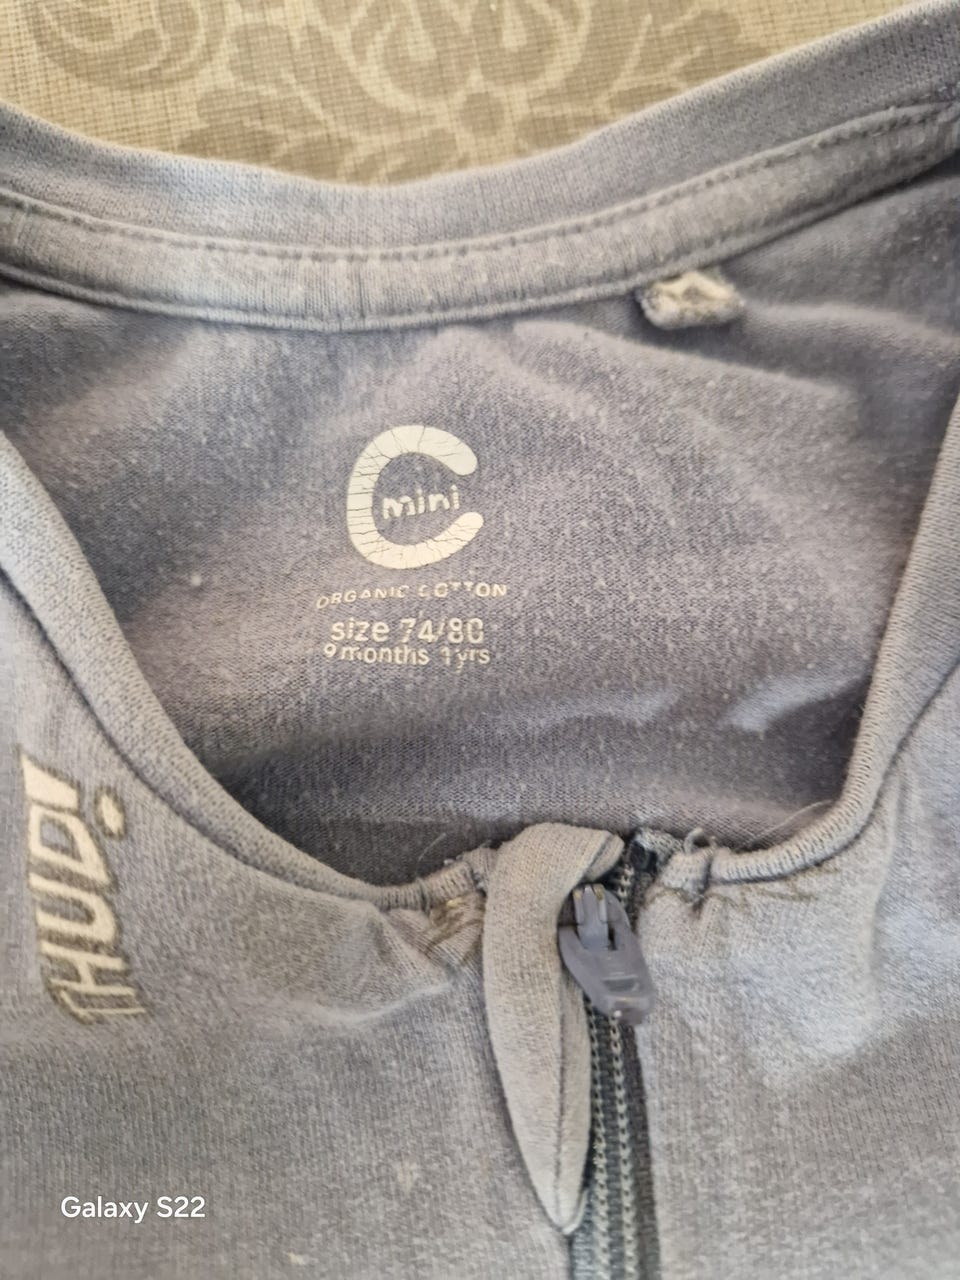 C
mini
ORGANIC COTTON
size 74/80
9 months 1yrs
THUD!
Galaxy S22